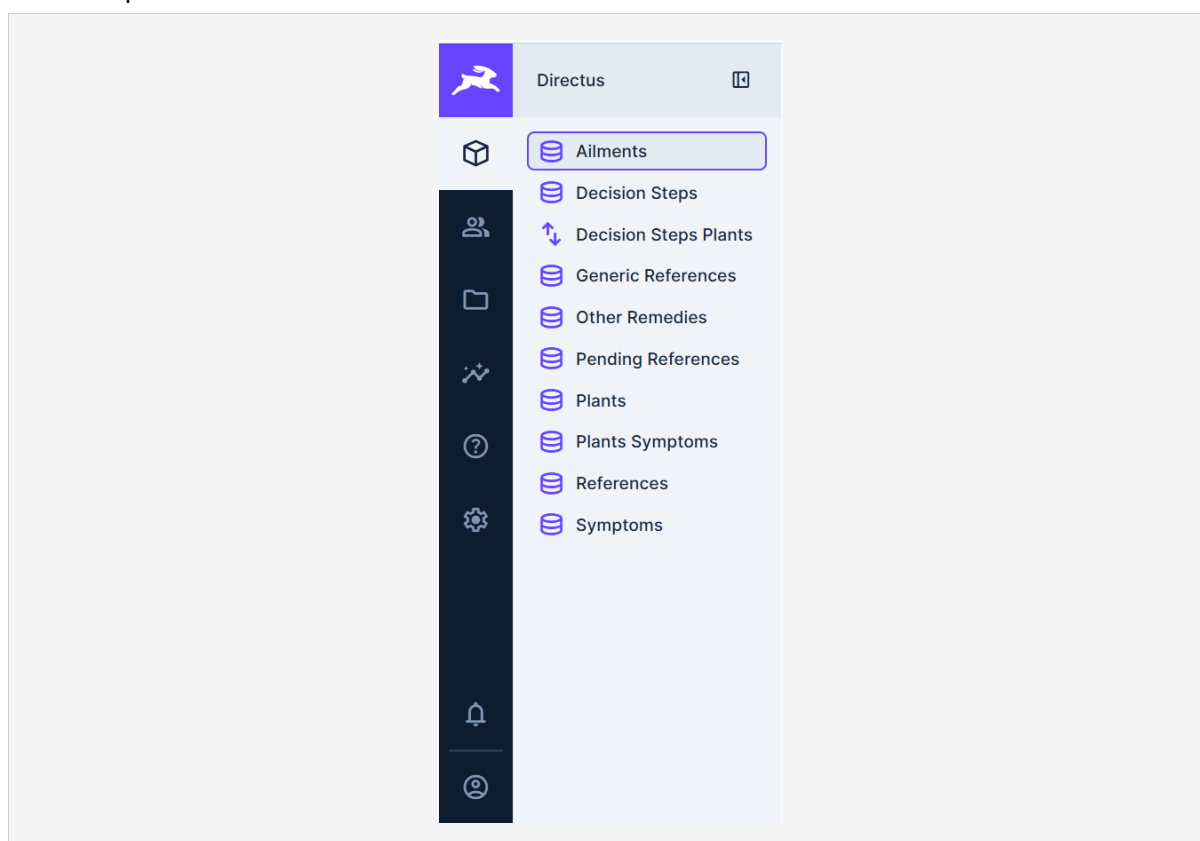 Directus
Ailments
Decision Steps
Decision Steps Plants
Generic References
Other Remedies
Pending References
Plants
Plants Symptoms
References
Symptoms